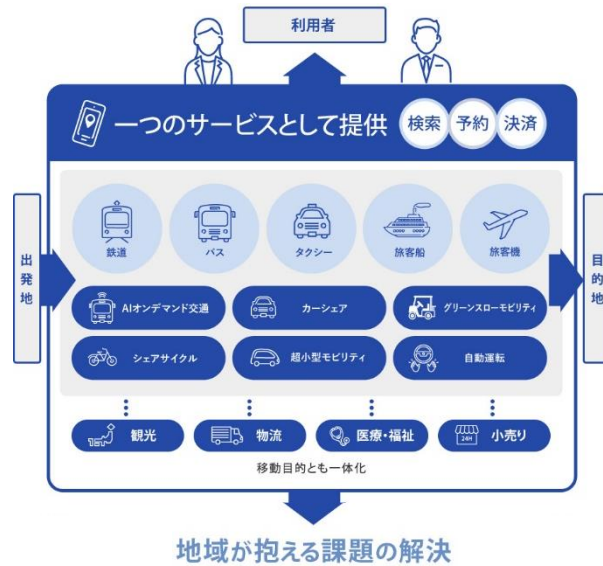 利用者
一つのサービスとして提供 検索 予約 決済
出発地
鉄道 バス タクシー 旅客船 旅客機
目的地
AIオンデマンド交通 カーシェア グリーンスローモビリティ
シェアサイクル 超小型モビリティ 自動運転
観光 物流 医療・福祉 24H 小売り
移動目的とも一体化
地域が抱える課題の解決